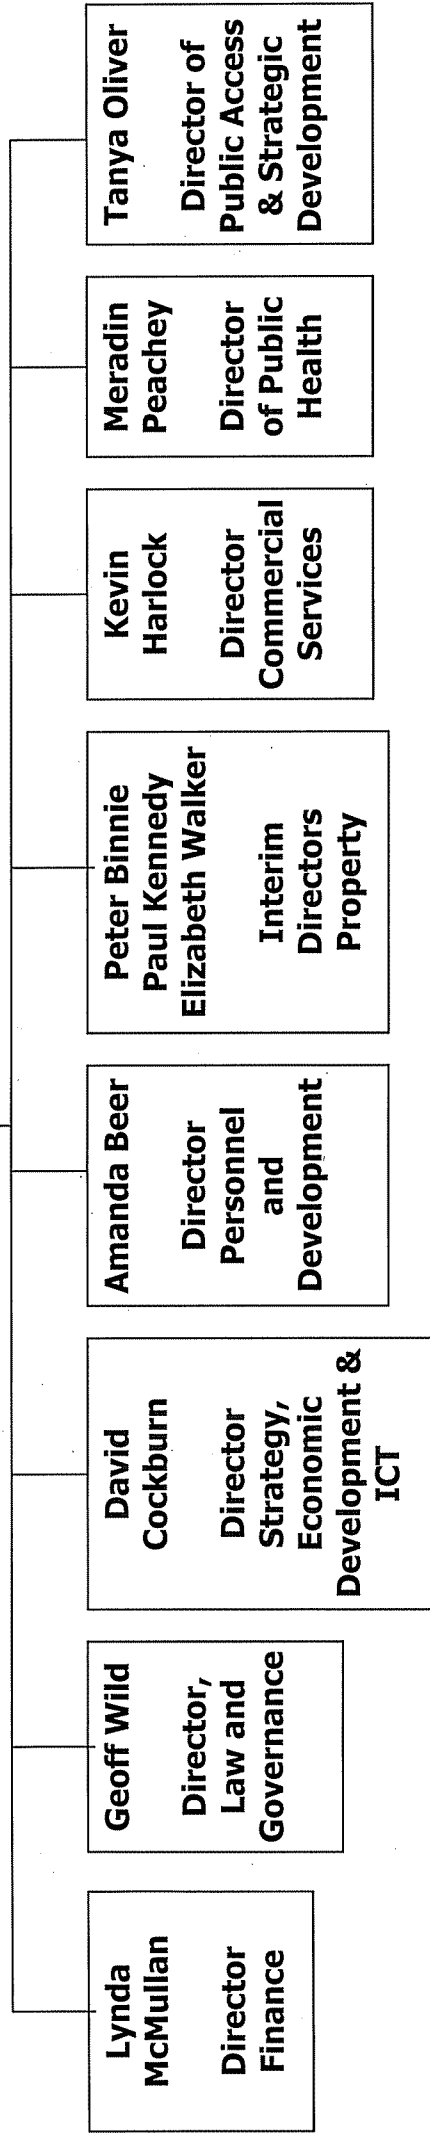 Lynda
McMullan
Director
Finance
Geoff Wild
Director,
Law and
Governance
David
Cockburn
Director
Strategy,
Economic
Development &
ICT
Amanda Beer
Director
Personnel
and
Development
Peter Binnie
Paul Kennedy
Elizabeth Walker
Interim
Directors
Property
Kevin
Harlock
Director
Commercial
Services
Meradin
Peachey
Director
of Public
Health
Tanya Oliver
Director of
Public Access
& Strategic
Development